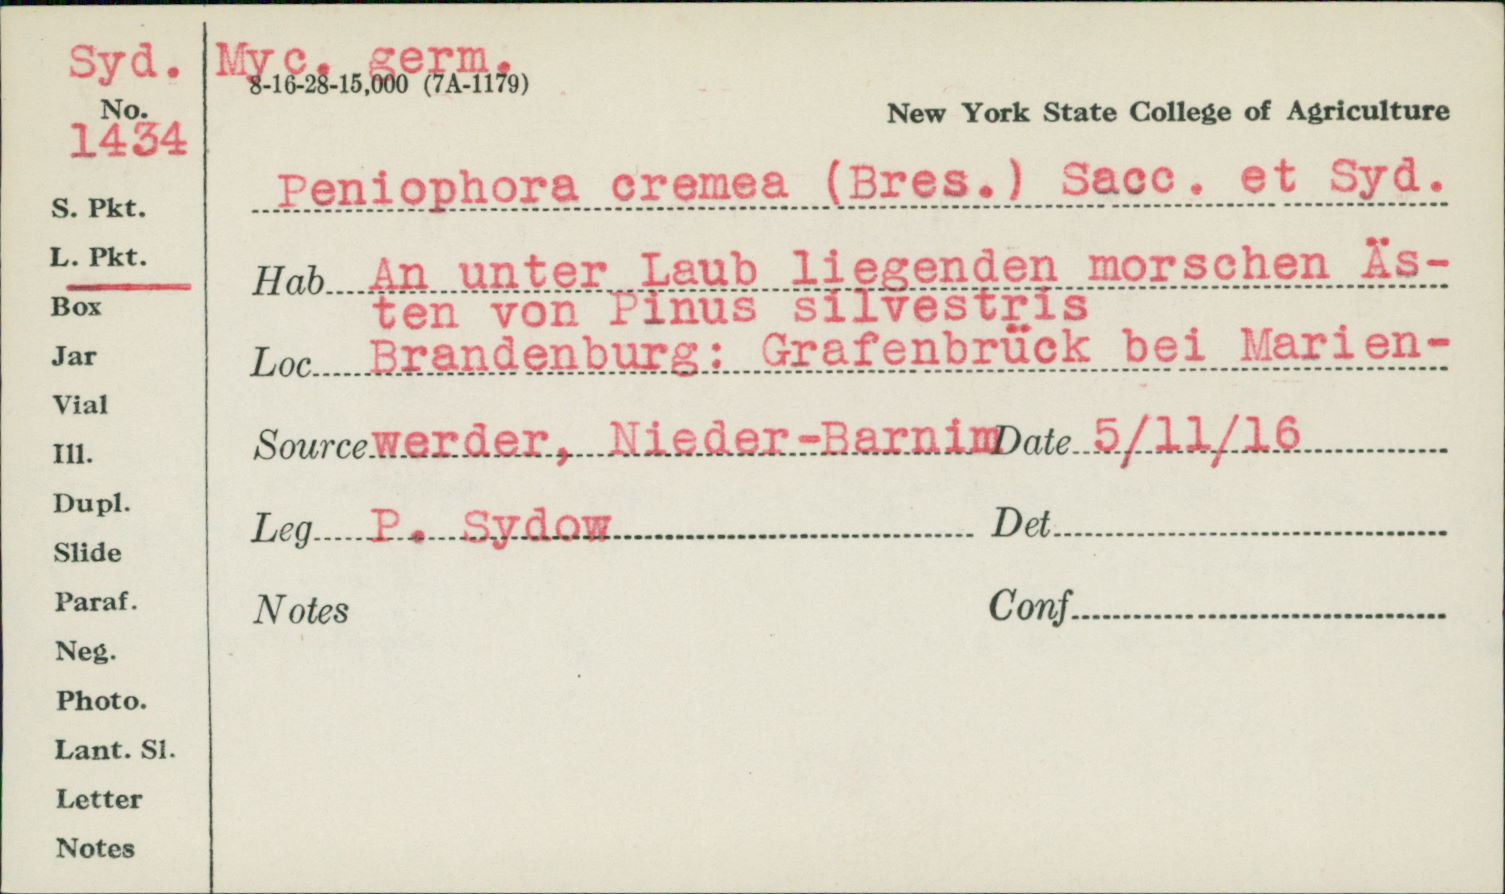 Syd. Myc. germ.
8-16-28-15,000 (7A-1179)
No.
1434
New York State College of Agriculture
Peniophora cremea (Bres.) Sacc. et Syd.
S. Pkt.
L. Pkt.
Hab An unter Laub liegenden morschen Äs-
ten von Pinus silvestris
Box
Jar
Loc Brandenburg: Grafenbrück bei Marien-
Vial
Source werder, Nieder-Barnim Date 5/11/16
Ill.
Dupl.
Leg P. Sydow Det
Slide
Paraf.
Notes Conf
Neg.
Photo.
Lant. Sl.
Letter
Notes